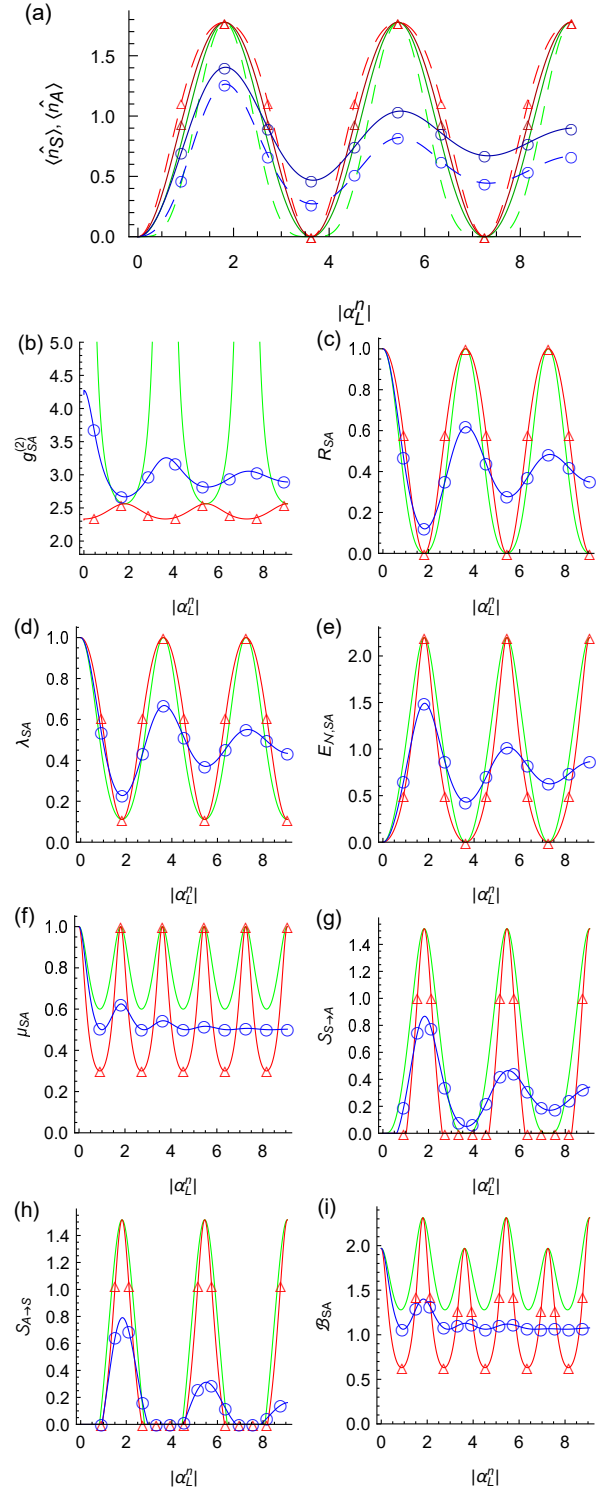 (a)
⟨n̂_S⟩, ⟨n̂_A⟩
1.5
1.0
0.5
0.0
0 2 4 6 8
|α_L^n|
(b)
g_SA^(2)
5.0
4.5
4.0
3.5
3.0
2.5
2.0
0 2 4 6 8
|α_L^n|
(c)
R_SA
1.0
0.8
0.6
0.4
0.2
0.0
0 2 4 6 8
|α_L^n|
(d)
λ_SA
1.0
0.8
0.6
0.4
0.2
0.0
0 2 4 6 8
|α_L^n|
(e)
E_N,SA
2.0
1.5
1.0
0.5
0.0
0 2 4 6 8
|α_L^n|
(f)
μ_SA
1.0
0.8
0.6
0.4
0.2
0.0
0 2 4 6 8
|α_L^n|
(g)
S_S→A
1.4
1.2
1.0
0.8
0.6
0.4
0.2
0.0
0 2 4 6 8
|α_L^n|
(h)
S_A→S
1.4
1.2
1.0
0.8
0.6
0.4
0.2
0.0
0 2 4 6 8
|α_L^n|
(i)
B_SA
2.0
1.5
1.0
0.5
0.0
0 2 4 6 8
|α_L^n|